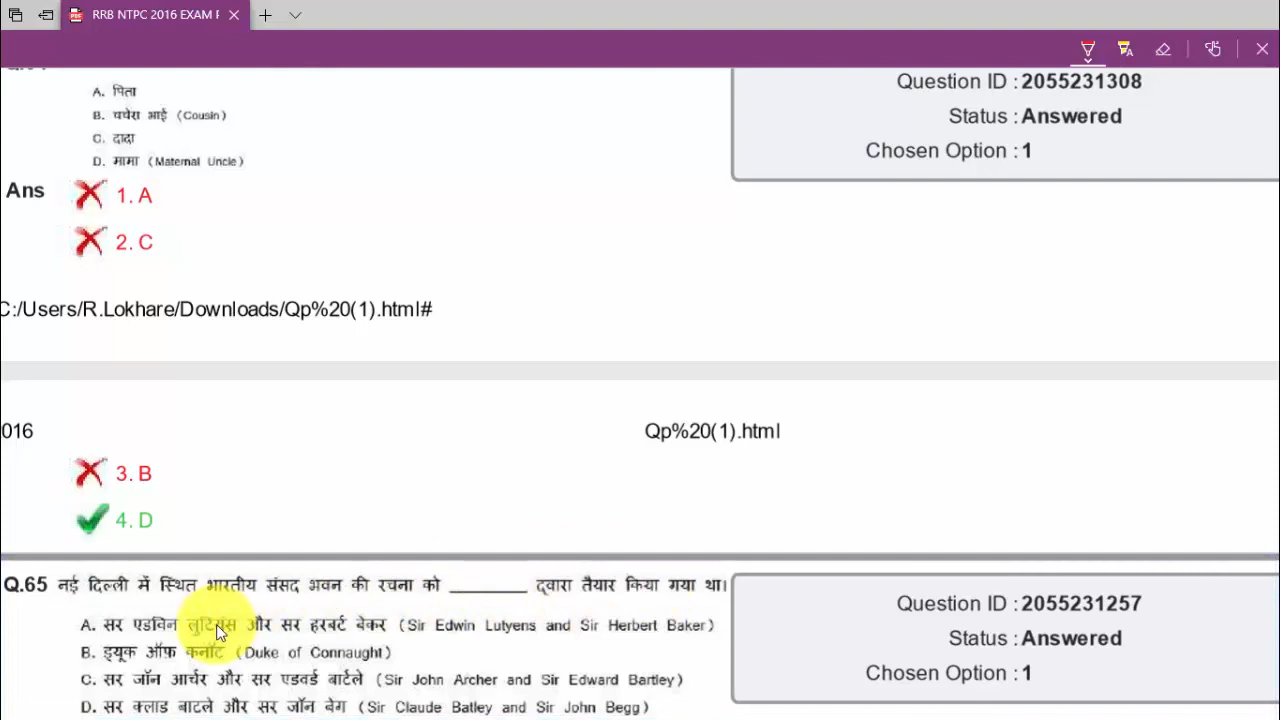 RRB NTPC 2016 EXAM F
Question ID : 2055231308
A. पिता
B. चचेरा भाई (Cousin)
Status : Answered
C. दादा
Chosen Option : 1
D. मामा (Maternal Uncle)
Ans
1. A
2. C
C:/Users/R.Lokhare/Downloads/Qp%20(1).html#
016
Qp%20(1).html
3. B
4. D
Q.65 नई दिल्ली में स्थित भारतीय संसद भवन की रचना को ________ द्वारा तैयार किया गया था।
Question ID : 2055231257
A. सर एडविन लुटियंस और सर हरबर्ट बेकर (Sir Edwin Lutyens and Sir Herbert Baker)
Status : Answered
B. ड्यूक ऑफ़ कनॉट (Duke of Connaught)
Chosen Option : 1
C. सर जॉन आर्चर और सर एडवर्ड बार्टले (Sir John Archer and Sir Edward Bartley)
D. सर क्लाड बाटले और सर जॉन बेग (Sir Claude Batley and Sir John Begg)